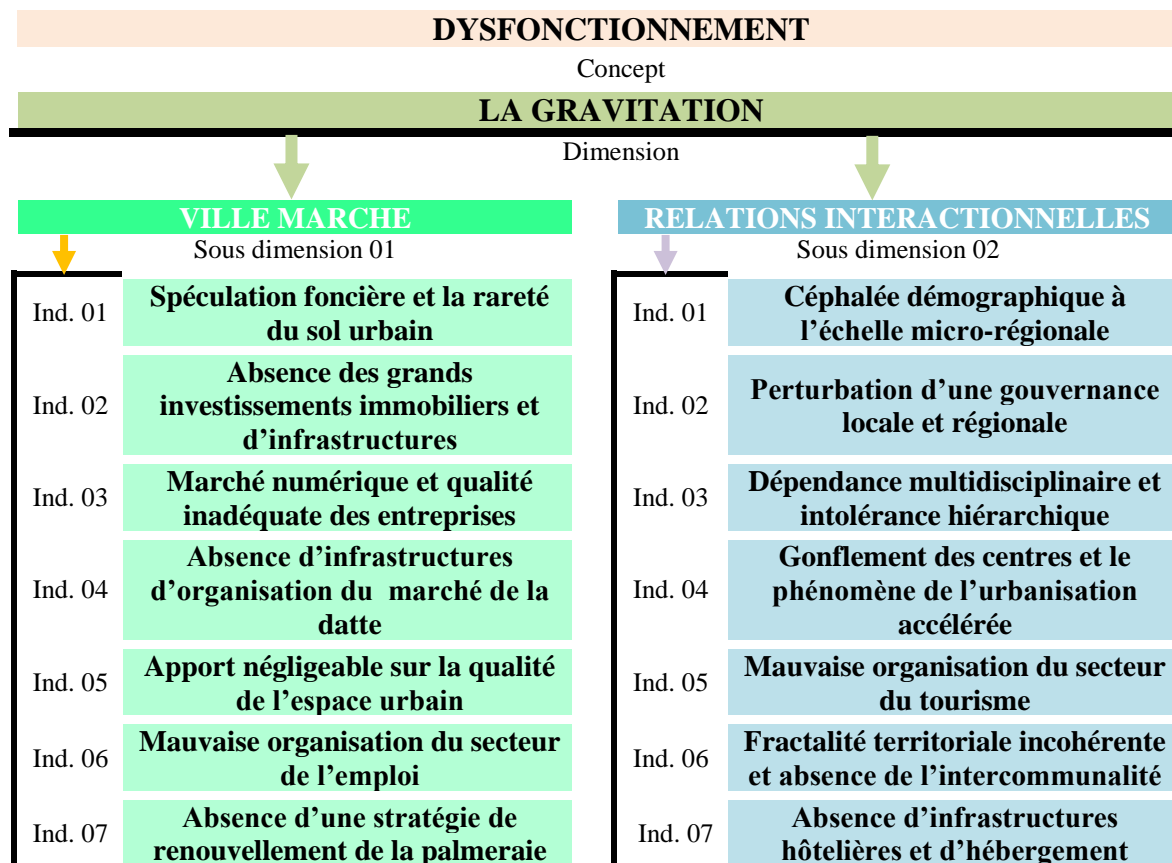 DYSFONCTIONNEMENT
Concept
LA GRAVITATION
Dimension
VILLE MARCHE
Sous dimension 01
Ind. 01
Spéculation foncière et la rareté
du sol urbain
Ind. 02
Absence des grands
investissements immobiliers et
d’infrastructures
Ind. 03
Marché numérique et qualité
inadéquate des entreprises
Ind. 04
Absence d’infrastructures
d’organisation du marché de la
datte
Ind. 05
Apport négligeable sur la qualité
de l’espace urbain
Ind. 06
Mauvaise organisation du secteur
de l’emploi
Ind. 07
Absence d’une stratégie de
renouvellement de la palmeraie
RELATIONS INTERACTIONNELLES
Sous dimension 02
Ind. 01
Céphalée démographique à
l’échelle micro-régionale
Ind. 02
Perturbation d’une gouvernance
locale et régionale
Ind. 03
Dépendance multidisciplinaire et
intolérance hiérarchique
Ind. 04
Gonflement des centres et le
phénomène de l’urbanisation
accélérée
Ind. 05
Mauvaise organisation du secteur
du tourisme
Ind. 06
Fractalité territoriale incohérente
et absence de l’intercommunalité
Ind. 07
Absence d’infrastructures
hôtelières et d’hébergement